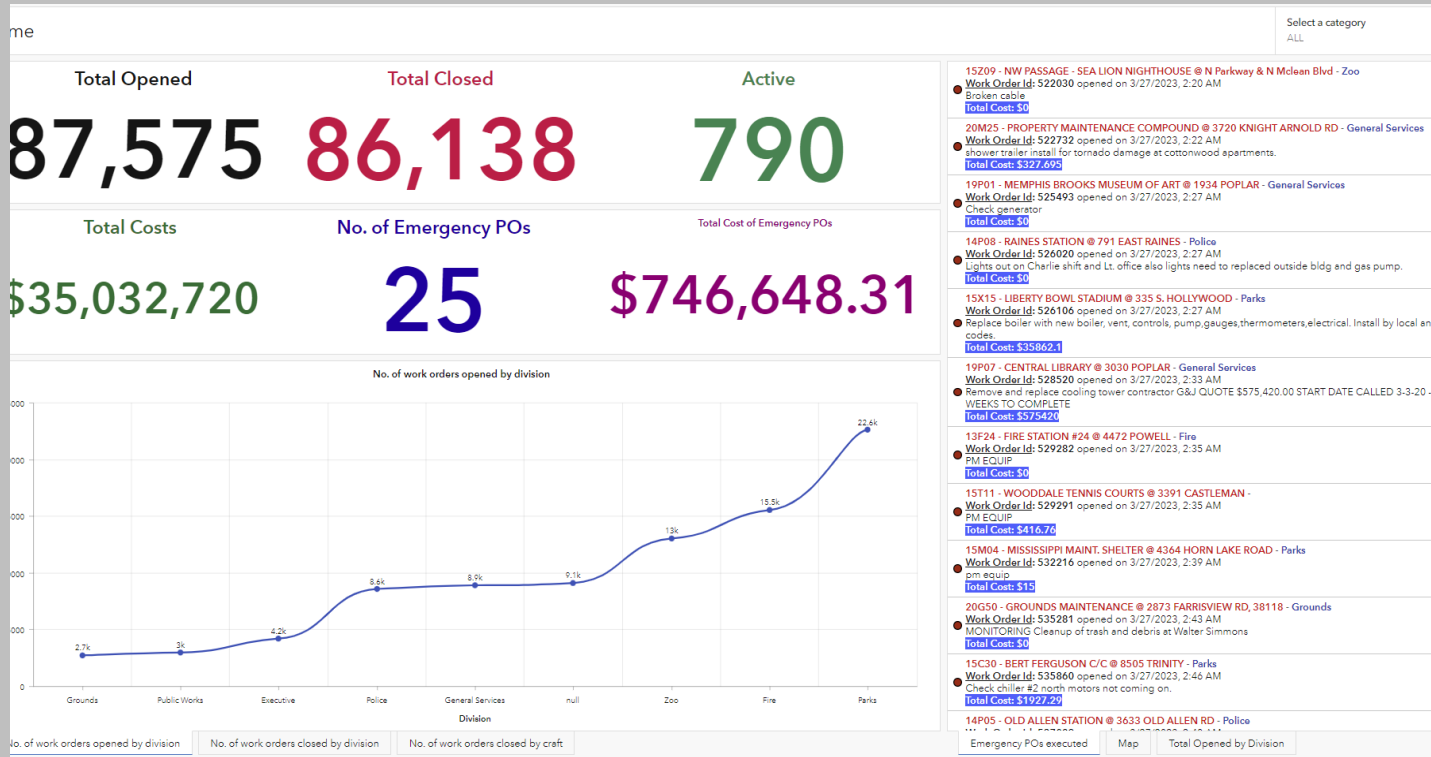 me
Select a category
ALL
Total Opened
87,575
Total Closed
86,138
Active
790
Total Costs
$35,032,720
No. of Emergency POs
25
Total Cost of Emergency POs
$746,648.31
No. of work orders opened by division
000
000
000
000
000
0
2.7k
3k
4.2k
8.6k
8.9k
9.1k
13k
15.5k
22.6k
Grounds
Public Works
Executive
Police
General Services
null
Zoo
Fire
Parks
Division
No. of work orders opened by division
No. of work orders closed by division
No. of work orders closed by craft
15Z09 - NW PASSAGE - SEA LION NIGHTHOUSE @ N Parkway & N Mclean Blvd - Zoo
Work Order Id: 522030 opened on 3/27/2023, 2:20 AM
Broken cable
Total Cost: $0
20M25 - PROPERTY MAINTENANCE COMPOUND @ 3720 KNIGHT ARNOLD RD - General Services
Work Order Id: 522732 opened on 3/27/2023, 2:22 AM
shower trailer install for tornado damage at cottonwood apartments.
Total Cost: $327.695
19P01 - MEMPHIS BROOKS MUSEUM OF ART @ 1934 POPLAR - General Services
Work Order Id: 525493 opened on 3/27/2023, 2:27 AM
Check generator
Total Cost: $0
14P08 - RAINES STATION @ 791 EAST RAINES - Police
Work Order Id: 526020 opened on 3/27/2023, 2:27 AM
Lights out on Charlie shift and Lt. office also lights need to replaced outside bldg and gas pump.
Total Cost: $0
15X15 - LIBERTY BOWL STADIUM @ 335 S. HOLLYWOOD - Parks
Work Order Id: 526106 opened on 3/27/2023, 2:27 AM
Replace boiler with new boiler, vent, controls, pump,gauges,thermometers,electrical. Install by local an
codes.
Total Cost: $35862.1
19P07 - CENTRAL LIBRARY @ 3030 POPLAR - General Services
Work Order Id: 528520 opened on 3/27/2023, 2:33 AM
Remove and replace cooling tower contractor G&J QUOTE $575,420.00 START DATE CALLED 3-3-20 -
WEEKS TO COMPLETE
Total Cost: $575420
13F24 - FIRE STATION #24 @ 4472 POWELL - Fire
Work Order Id: 529282 opened on 3/27/2023, 2:35 AM
PM EQUIP
Total Cost: $0
15T11 - WOODDALE TENNIS COURTS @ 3391 CASTLEMAN -
Work Order Id: 529291 opened on 3/27/2023, 2:35 AM
PM EQUIP
Total Cost: $416.76
15M04 - MISSISSIPPI MAINT. SHELTER @ 4364 HORN LAKE ROAD - Parks
Work Order Id: 532216 opened on 3/27/2023, 2:39 AM
pm equip
Total Cost: $15
20G50 - GROUNDS MAINTENANCE @ 2873 FARRISVIEW RD, 38118 - Grounds
Work Order Id: 535281 opened on 3/27/2023, 2:43 AM
MONITORING Cleanup of trash and debris at Walter Simmons
Total Cost: $0
15C30 - BERT FERGUSON C/C @ 8505 TRINITY - Parks
Work Order Id: 535860 opened on 3/27/2023, 2:46 AM
Check chiller #2 north motors not coming on.
Total Cost: $1927.29
14P05 - OLD ALLEN STATION @ 3633 OLD ALLEN RD - Police
Emergency POs executed
Map
Total Opened by Division